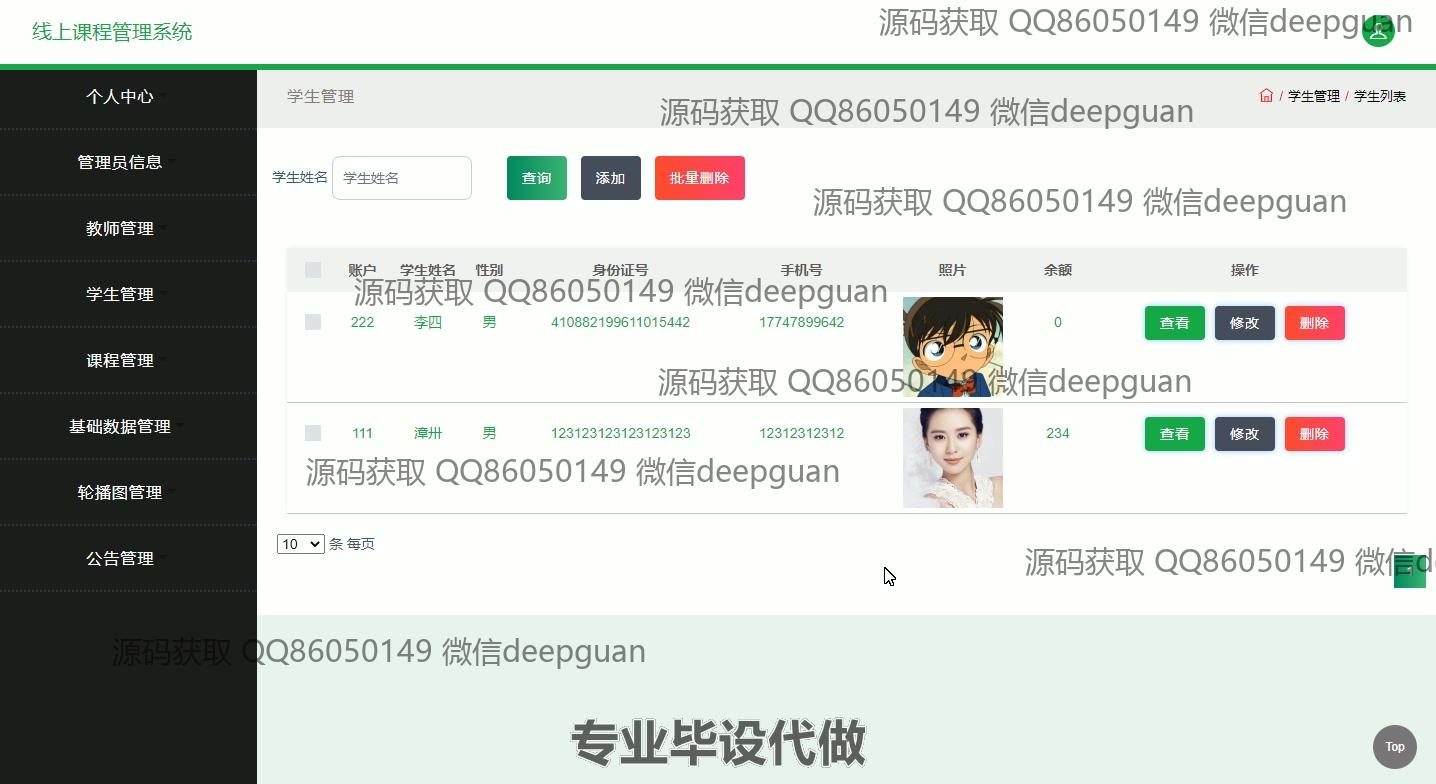 线上课程管理系统
源码获取 QQ86050149 微信deepguan
个人中心
管理员信息
教师管理
学生管理
课程管理
基础数据管理
轮播图管理
公告管理
学生管理
/ 学生管理 / 学生列表
源码获取 QQ86050149 微信deepguan
学生姓名 学生姓名 查询 添加 批量删除
源码获取 QQ86050149 微信deepguan
账户 学生姓名 性别 身份证号 手机号 照片 余额 操作
源码获取 QQ86050149 微信deepguan
222 李四 男 410882199611015442 17747899642 0 查看 修改 删除
源码获取 QQ86050149 微信deepguan
111 漳卅 男 123123123123123123 12312312312 234 查看 修改 删除
源码获取 QQ86050149 微信deepguan
10 条 每页
源码获取 QQ86050149 微信d
源码获取 QQ86050149 微信deepguan
专业毕设代做
Top